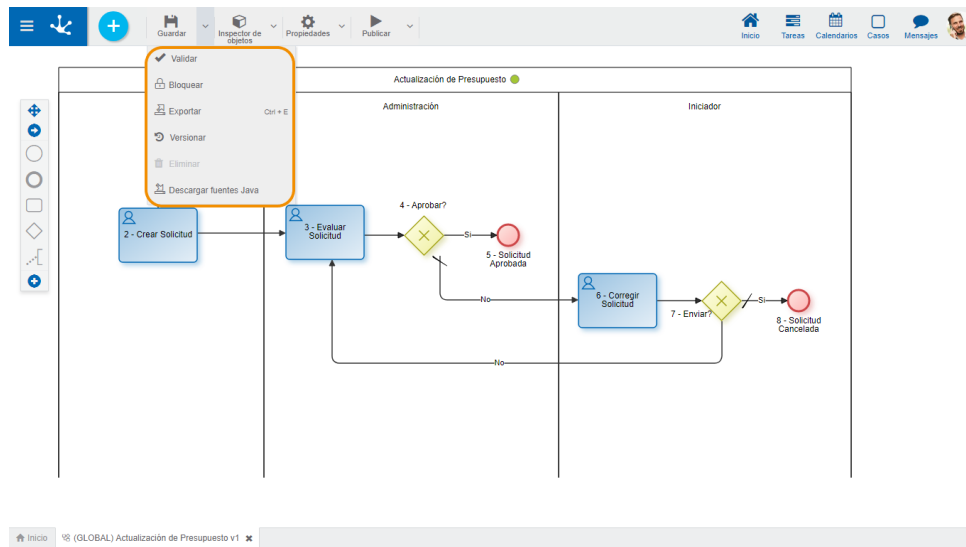 Guardar
Inspector de
objetos
Propiedades
Publicar
Inicio
Tareas
Calendarios
Casos
Mensajes
Validar
Bloquear
Exportar
Ctrl + E
Versionar
Eliminar
Descargar fuentes Java
Actualización de Presupuesto
Administración
Iniciador
2 - Crear Solicitud
3 - Evaluar
Solicitud
4 - Aprobar?
Si
5 - Solicitud
Aprobada
No
6 - Corregir
Solicitud
7 - Enviar?
Si
8 - Solicitud
Cancelada
No
Inicio
(GLOBAL) Actualización de Presupuesto v1